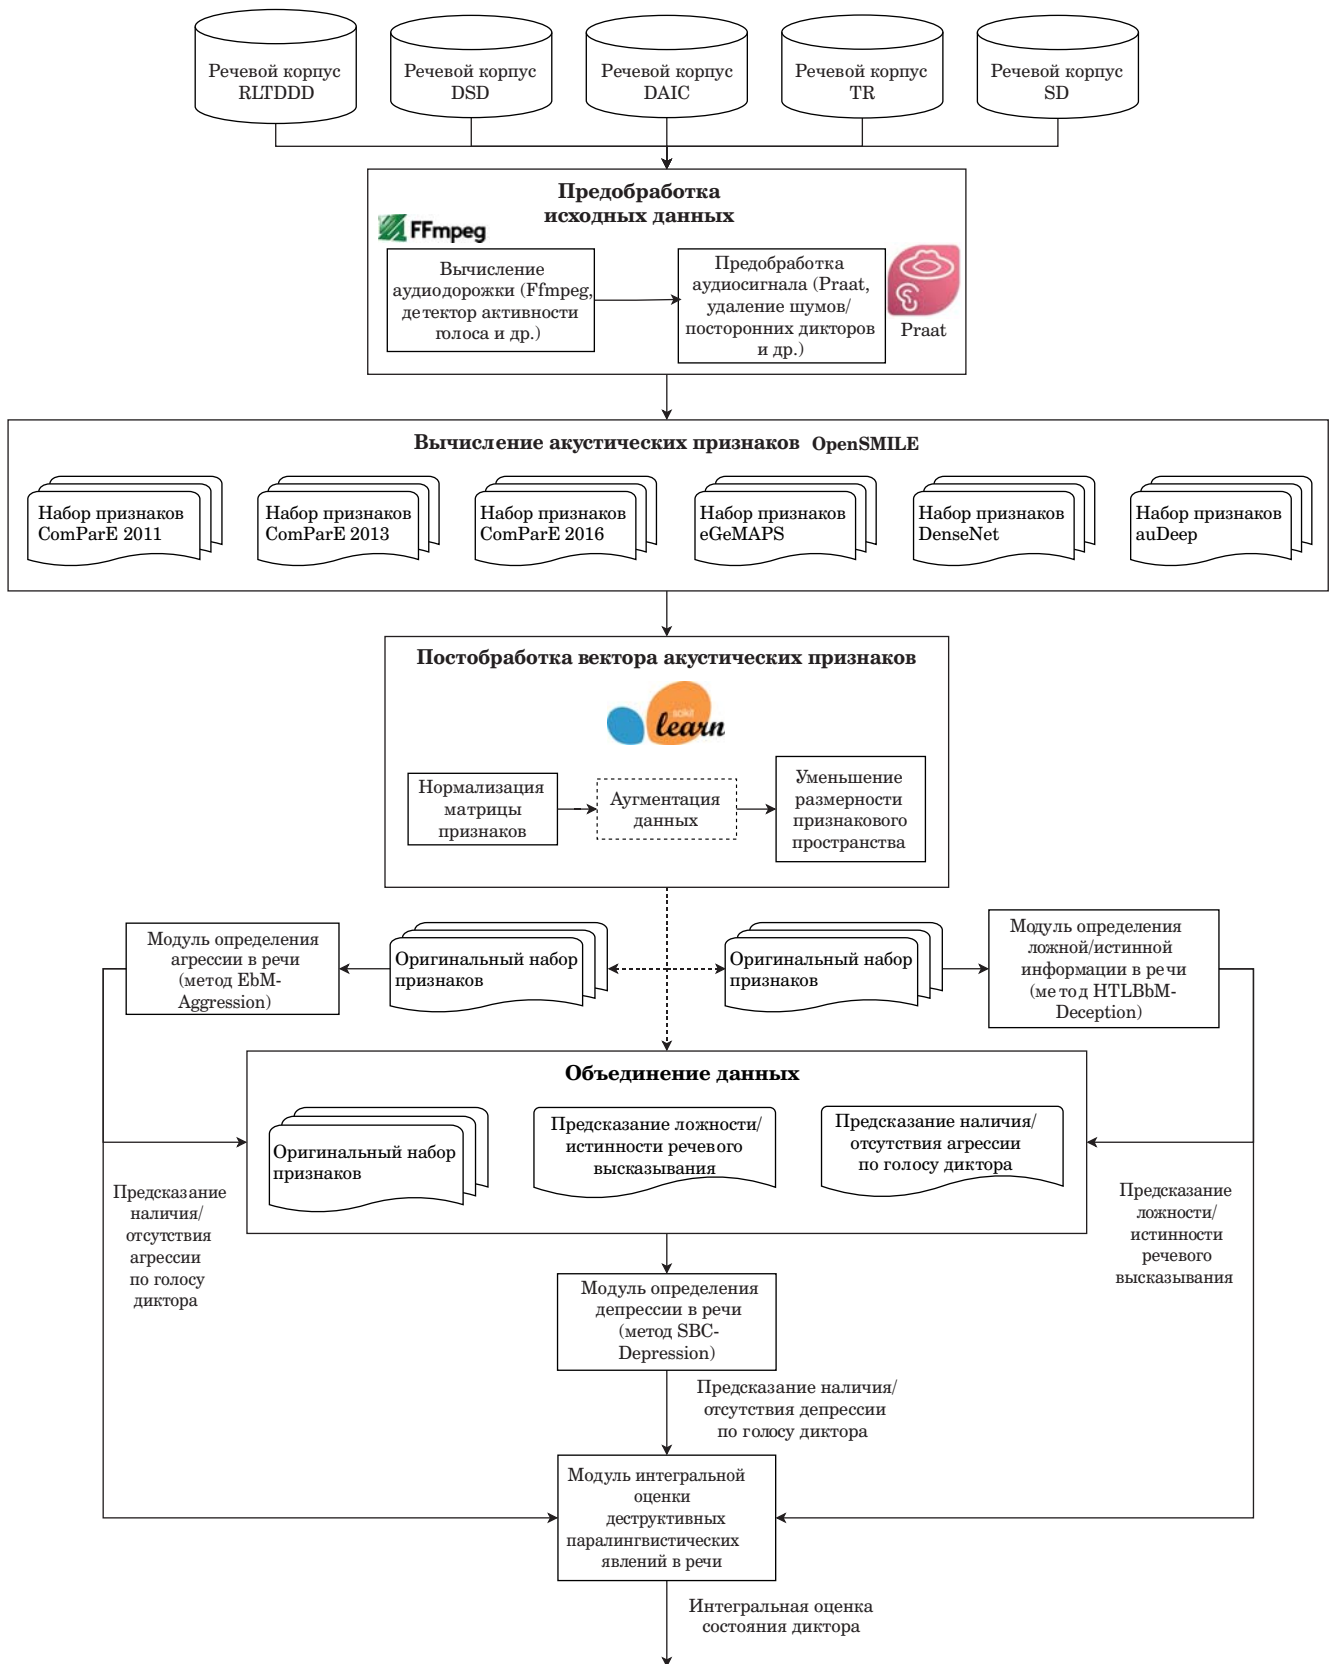 Речевой корпус
RLTDDD
Речевой корпус
DSD
Речевой корпус
DAIC
Речевой корпус
TR
Речевой корпус
SD
Предобработка
исходных данных
FFmpeg
Вычисление
аудиодорожки (Ffmpeg,
детектор активности
голоса и др.)
Предобработка
аудиосигнала (Praat,
удаление шумов/
посторонних дикторов
и др.)
Praat
Вычисление акустических признаков OpenSMILE
Набор признаков
ComParE 2011
Набор признаков
ComParE 2013
Набор признаков
ComParE 2016
Набор признаков
eGeMAPS
Набор признаков
DenseNet
Набор признаков
auDeep
Постобработка вектора акустических признаков
scikit
learn
Нормализация
матрицы
признаков
Аугментация
данных
Уменьшение
размерности
признакового
пространства
Модуль определения
агрессии в речи
(метод EbM-
Aggression)
Оригинальный набор
признаков
Оригинальный набор
признаков
Модуль определения
ложной/истинной
информации в речи
(метод HTLBbM-
Deception)
Объединение данных
Оригинальный набор
признаков
Предсказание ложности/
истинности речевого
высказывания
Предсказание наличия/
отсутствия агрессии
по голосу диктора
Предсказание
наличия/
отсутствия
агрессии
по голосу
диктора
Предсказание
ложности/
истинности
речевого
высказывания
Модуль определения
депрессии в речи
(метод SBC-
Depression)
Предсказание наличия/
отсутствия депрессии
по голосу диктора
Модуль интегральной
оценки
деструктивных
паралингвистических
явлений в речи
Интегральная оценка
состояния диктора